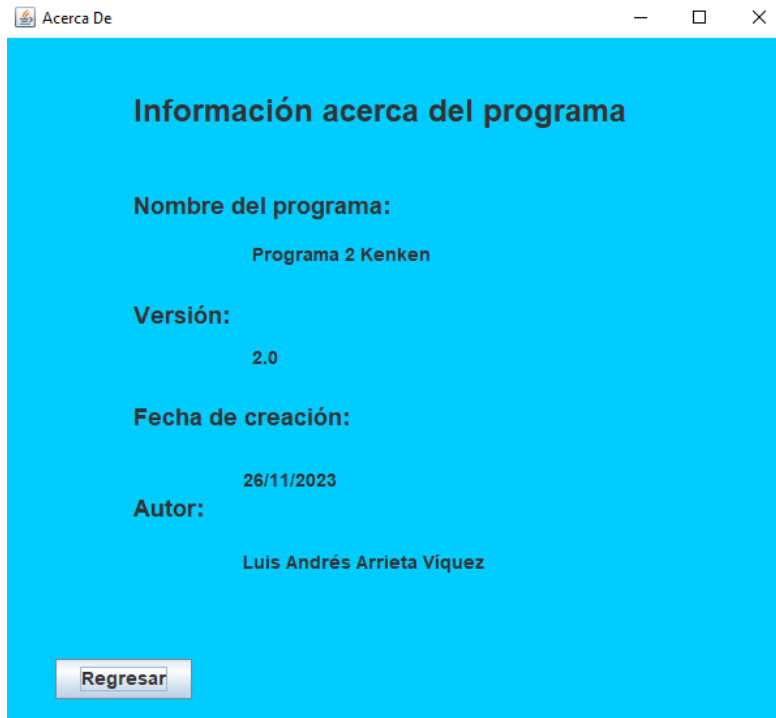 Acerca De
Información acerca del programa
Nombre del programa:
Programa 2 Kenken
Versión:
2.0
Fecha de creación:
26/11/2023
Autor:
Luis Andrés Arrieta Víquez
Regresar